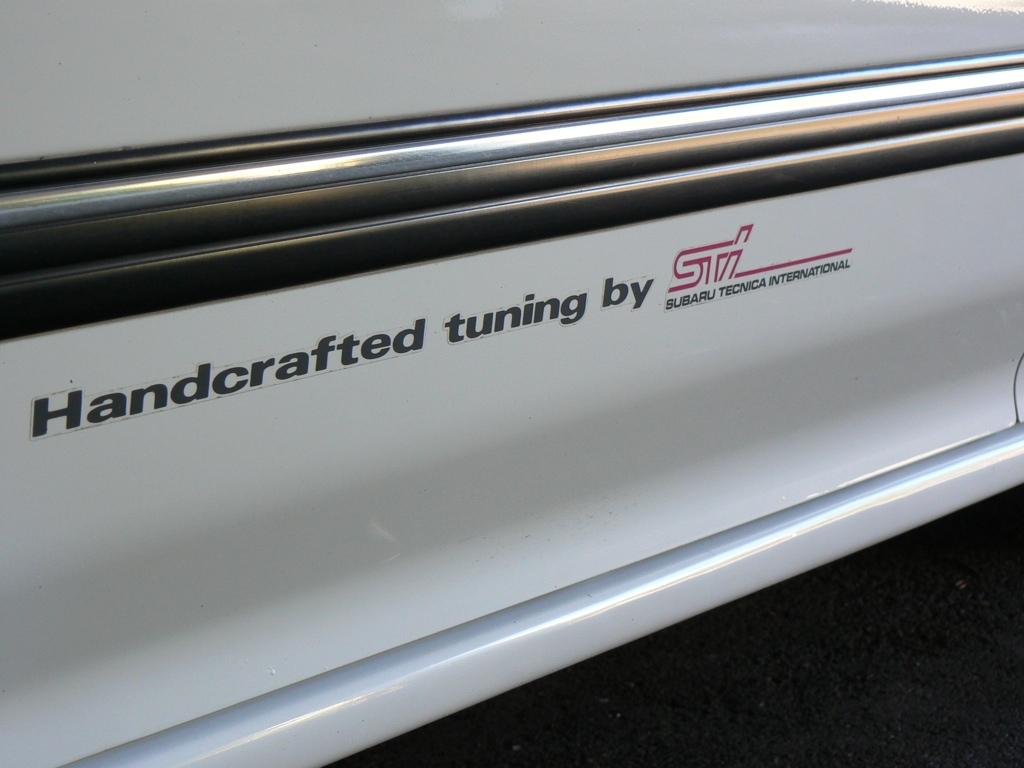 Handcrafted tuning by STi
SUBARU TECNICA INTERNATIONAL